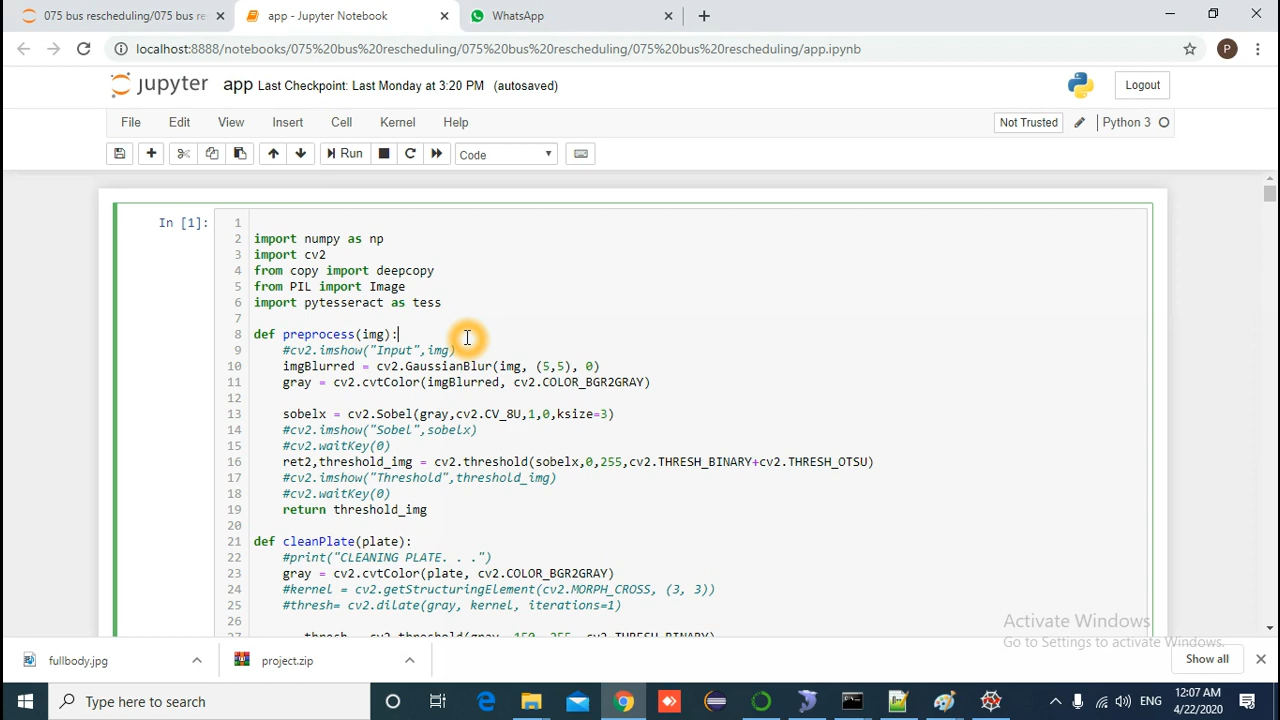 075 bus rescheduling/075 bus re
app - Jupyter Notebook
WhatsApp
localhost:8888/notebooks/075%20bus%20rescheduling/075%20bus%20rescheduling/075%20bus%20rescheduling/app.ipynb
P
jupyter app Last Checkpoint: Last Monday at 3:20 PM (autosaved)
Logout
File Edit View Insert Cell Kernel Help
Not Trusted
Python 3
Run
Code
In [1]:
1
2 import numpy as np
3 import cv2
4 from copy import deepcopy
5 from PIL import Image
6 import pytesseract as tess
7
8 def preprocess(img):
9 #cv2.imshow("Input",img)
10 imgBlurred = cv2.GaussianBlur(img, (5,5), 0)
11 gray = cv2.cvtColor(imgBlurred, cv2.COLOR_BGR2GRAY)
12
13 sobelx = cv2.Sobel(gray,cv2.CV_8U,1,0,ksize=3)
14 #cv2.imshow("Sobel",sobelx)
15 #cv2.waitKey(0)
16 ret2,threshold_img = cv2.threshold(sobelx,0,255,cv2.THRESH_BINARY+cv2.THRESH_OTSU)
17 #cv2.imshow("Threshold",threshold_img)
18 #cv2.waitKey(0)
19 return threshold_img
20
21 def cleanPlate(plate):
22 #print("CLEANING PLATE. . .")
23 gray = cv2.cvtColor(plate, cv2.COLOR_BGR2GRAY)
24 #kernel = cv2.getStructuringElement(cv2.MORPH_CROSS, (3, 3))
25 #thresh= cv2.dilate(gray, kernel, iterations=1)
26
27 thresh = cv2.threshold(gray, 150, 255, cv2.THRESH_BINARY)
Activate Windows
Go to Settings to activate Windows.
fullbody.jpg
project.zip
Show all
Type here to search
ENG
12:07 AM
4/22/2020